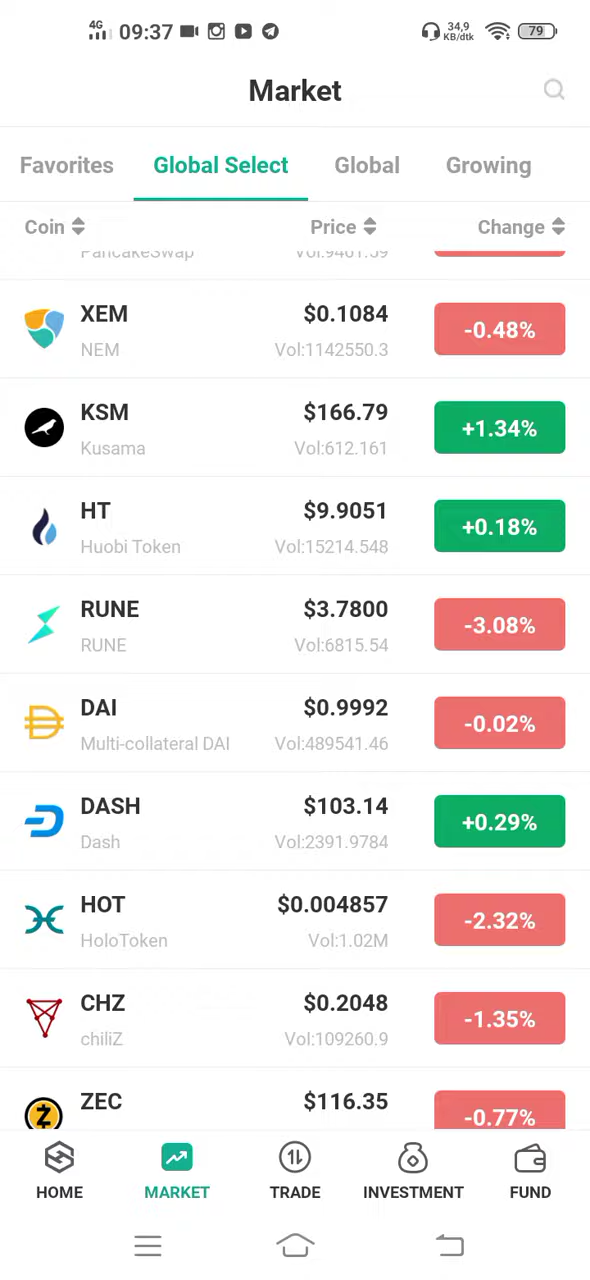 4G 09:37 34,9 KB/dtk 79
Market
Favorites Global Select Global Growing
Coin Price Change
PancakeSwap Vol:9461.59
XEM $0.1084 -0.48%
NEM Vol:1142550.3
KSM $166.79 +1.34%
Kusama Vol:612.161
HT $9.9051 +0.18%
Huobi Token Vol:15214.548
RUNE $3.7800 -3.08%
RUNE Vol:6815.54
DAI $0.9992 -0.02%
Multi-collateral DAI Vol:489541.46
DASH $103.14 +0.29%
Dash Vol:2391.9784
HOT $0.004857 -2.32%
HoloToken Vol:1.02M
CHZ $0.2048 -1.35%
chiliZ Vol:109260.9
ZEC $116.35 -0.77%
HOME MARKET TRADE INVESTMENT FUND